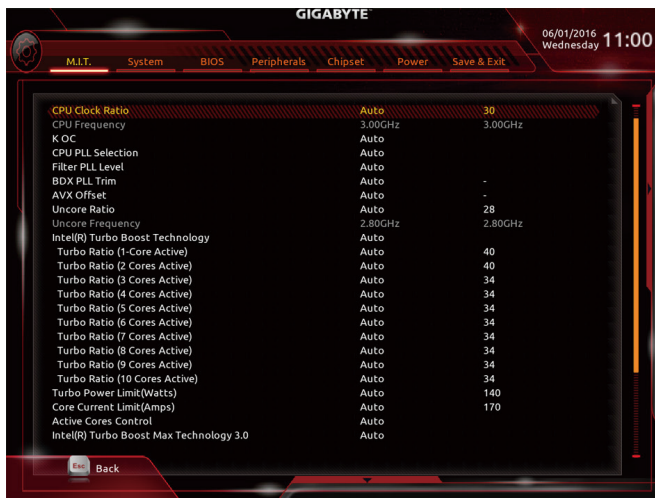 GIGABYTE
06/01/2016 Wednesday 11:00
M.I.T. System BIOS Peripherals Chipset Power Save & Exit
CPU Clock Ratio Auto 30
CPU Frequency 3.00GHz 3.00GHz
K OC Auto
CPU PLL Selection Auto
Filter PLL Level Auto
BDX PLL Trim Auto -
AVX Offset Auto -
Uncore Ratio Auto 28
Uncore Frequency 2.80GHz 2.80GHz
Intel(R) Turbo Boost Technology Auto
Turbo Ratio (1-Core Active) Auto 40
Turbo Ratio (2 Cores Active) Auto 40
Turbo Ratio (3 Cores Active) Auto 34
Turbo Ratio (4 Cores Active) Auto 34
Turbo Ratio (5 Cores Active) Auto 34
Turbo Ratio (6 Cores Active) Auto 34
Turbo Ratio (7 Cores Active) Auto 34
Turbo Ratio (8 Cores Active) Auto 34
Turbo Ratio (9 Cores Active) Auto 34
Turbo Ratio (10 Cores Active) Auto 34
Turbo Power Limit(Watts) Auto 140
Core Current Limit(Amps) Auto 170
Active Cores Control Auto
Intel(R) Turbo Boost Max Technology 3.0 Auto
Esc Back